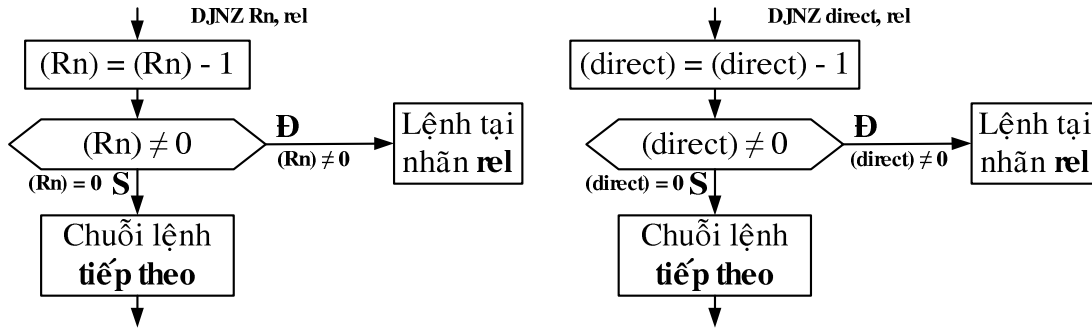 DJNZ Rn, rel
(Rn) = (Rn) - 1
(Rn) ≠ 0
Đ
(Rn) ≠ 0
Lệnh tại
nhãn rel
(Rn) = 0 S
Chuỗi lệnh
tiếp theo
DJNZ direct, rel
(direct) = (direct) - 1
(direct) ≠ 0
Đ
(direct) ≠ 0
Lệnh tại
nhãn rel
(direct) = 0 S
Chuỗi lệnh
tiếp theo